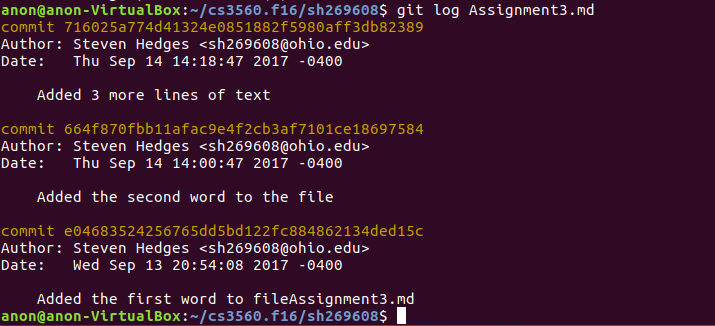 anon@anon-VirtualBox:~/cs3560.f16/sh269608$ git log Assignment3.md
commit 716025a774d41324e0851882f5980aff3db82389
Author: Steven Hedges <sh269608@ohio.edu>
Date:   Thu Sep 14 14:18:47 2017 -0400
    Added 3 more lines of text
commit 664f870fbb11afac9e4f2cb3af7101ce18697584
Author: Steven Hedges <sh269608@ohio.edu>
Date:   Thu Sep 14 14:00:47 2017 -0400
    Added the second word to the file
commit e04683524256765dd5bd122fc884862134ded15c
Author: Steven Hedges <sh269608@ohio.edu>
Date:   Wed Sep 13 20:54:08 2017 -0400
    Added the first word to fileAssignment3.md
anon@anon-VirtualBox:~/cs3560.f16/sh269608$